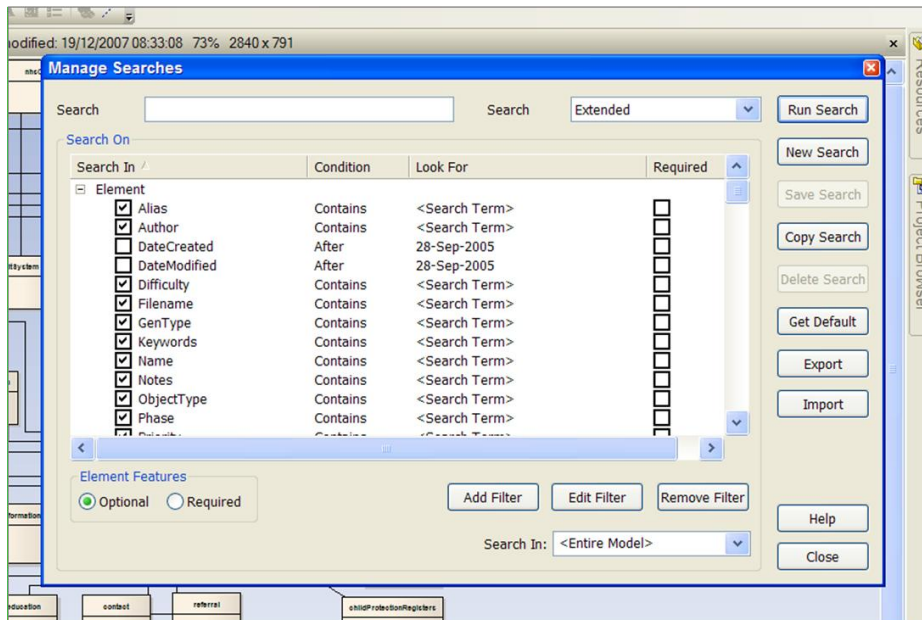 odified: 19/12/2007 08:33:08 73% 2840 x 791
Manage Searches
Search
Search Extended
Run Search
Search On
New Search
Search In Condition Look For Required
Save Search
Element
Alias Contains <Search Term>
Author Contains <Search Term>
Copy Search
DateCreated After 28-Sep-2005
DateModified After 28-Sep-2005
Delete Search
Difficulty Contains <Search Term>
Filename Contains <Search Term>
GenType Contains <Search Term>
Get Default
Keywords Contains <Search Term>
Name Contains <Search Term>
Export
Notes Contains <Search Term>
ObjectType Contains <Search Term>
Import
Phase Contains <Search Term>
Priority Contains <Search Term>
Element Features
Optional Required
Add Filter Edit Filter Remove Filter
Help
Search In: <Entire Model>
Close
Resources
Project Browser
ormation
education contact referral childProtectionRegisters